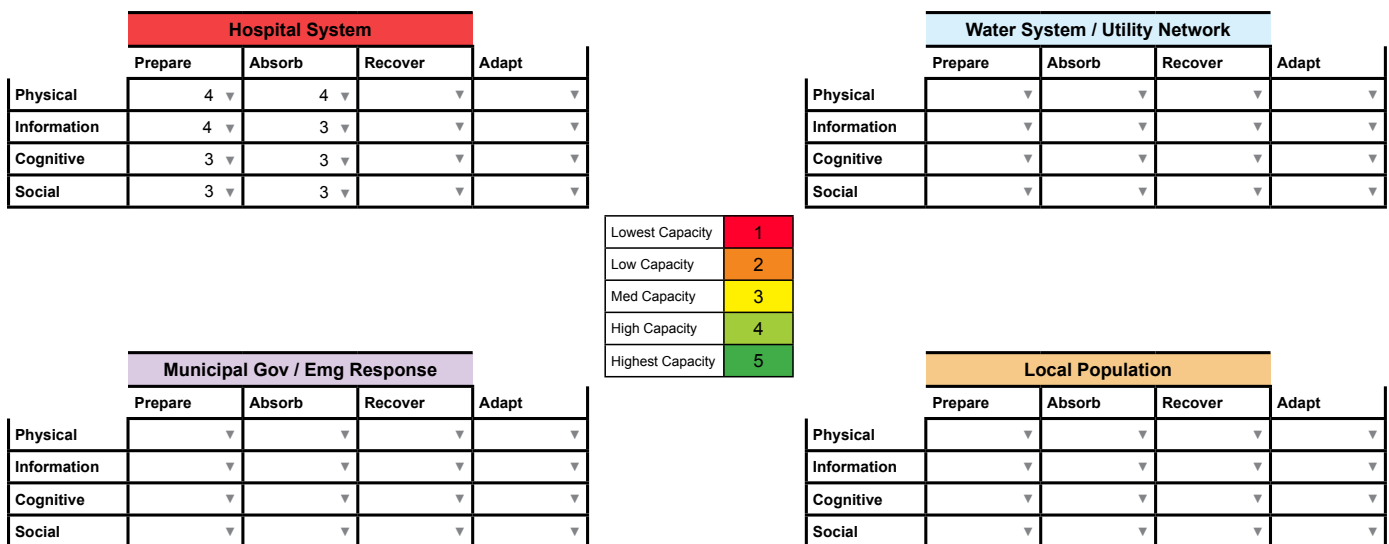 Hospital System
Prepare Absorb Recover Adapt
Physical 4 4
Information 4 3
Cognitive 3 3
Social 3 3
Water System / Utility Network
Prepare Absorb Recover Adapt
Physical
Information
Cognitive
Social
Lowest Capacity 1
Low Capacity 2
Med Capacity 3
High Capacity 4
Highest Capacity 5
Municipal Gov / Emg Response
Prepare Absorb Recover Adapt
Physical
Information
Cognitive
Social
Local Population
Prepare Absorb Recover Adapt
Physical
Information
Cognitive
Social